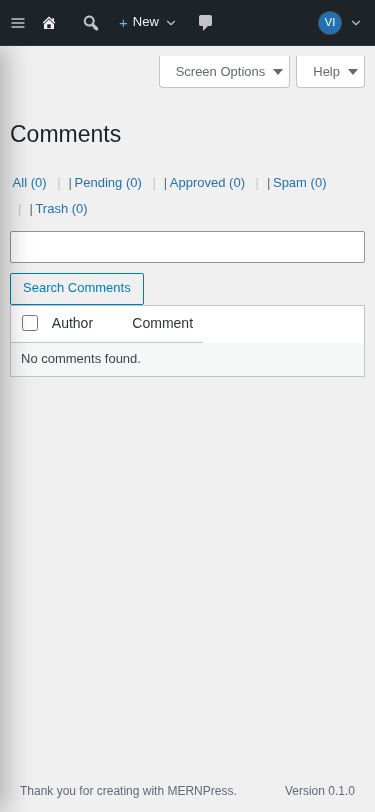 + New VI
Screen Options Help
Comments
All (0) | | Pending (0) | | Approved (0) | | Spam (0)
| | Trash (0)
Search Comments
Author Comment
No comments found.
Thank you for creating with MERNPress. Version 0.1.0